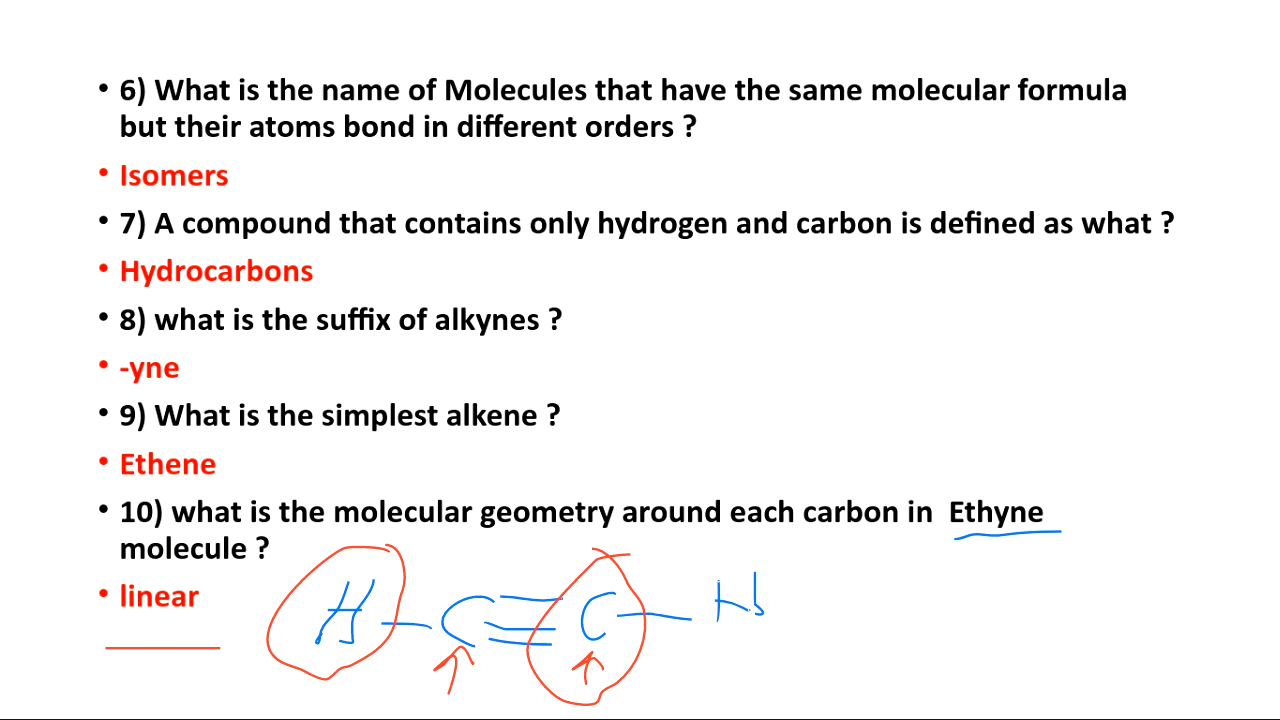 • 6) What is the name of Molecules that have the same molecular formula
but their atoms bond in different orders ?
• Isomers
• 7) A compound that contains only hydrogen and carbon is defined as what ?
• Hydrocarbons
• 8) what is the suffix of alkynes ?
• -yne
• 9) What is the simplest alkene ?
• Ethene
• 10) what is the molecular geometry around each carbon in Ethyne
molecule ?
• linear
H - C ≡ C - H